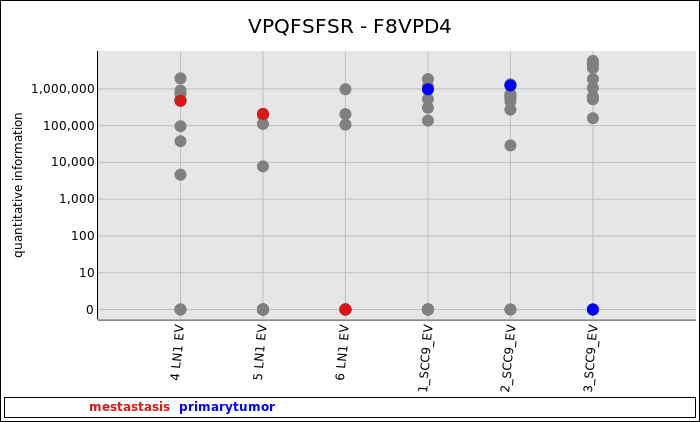 VPQFSFSR - F8VPD4
quantitative information
1,000,000
100,000
10,000
1,000
100
10
0
4 LN1 EV
5 LN1 EV
6 LN1 EV
1_SCC9_EV
2_SCC9_EV
3_SCC9_EV
mestastasis primarytumor